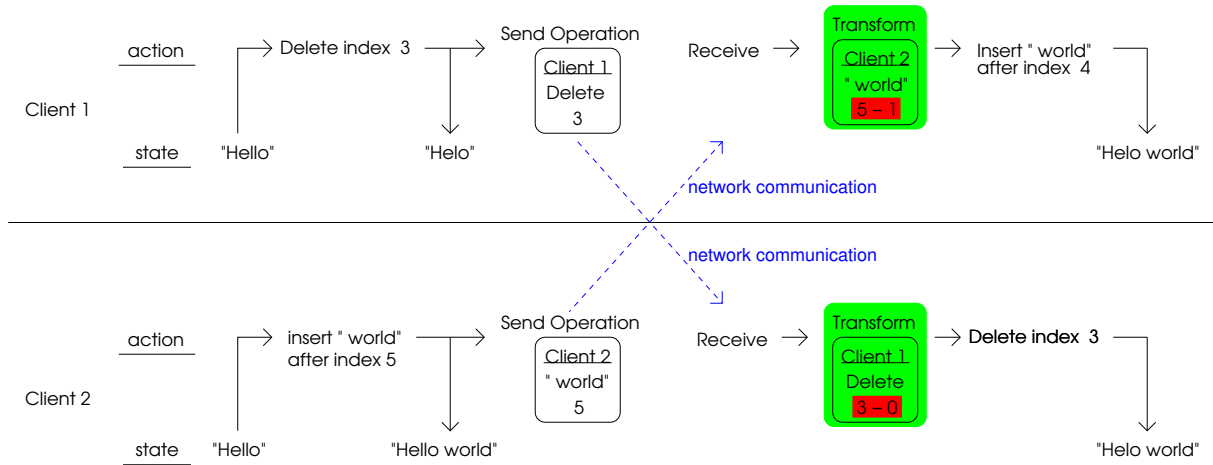 Send Operation
Transform
action
Delete index 3
Receive
Client 1
Delete
3
Client 2
" world"
5 – 1
Insert " world"
after index 4
Client 1
state
"Hello"
"Helo"
"Helo world"
network communication
network communication
Send Operation
Transform
action
insert " world"
after index 5
Receive
Client 2
" world"
5
Client 1
Delete
3 – 0
Delete index 3
Client 2
state
"Hello"
"Hello world"
"Helo world"